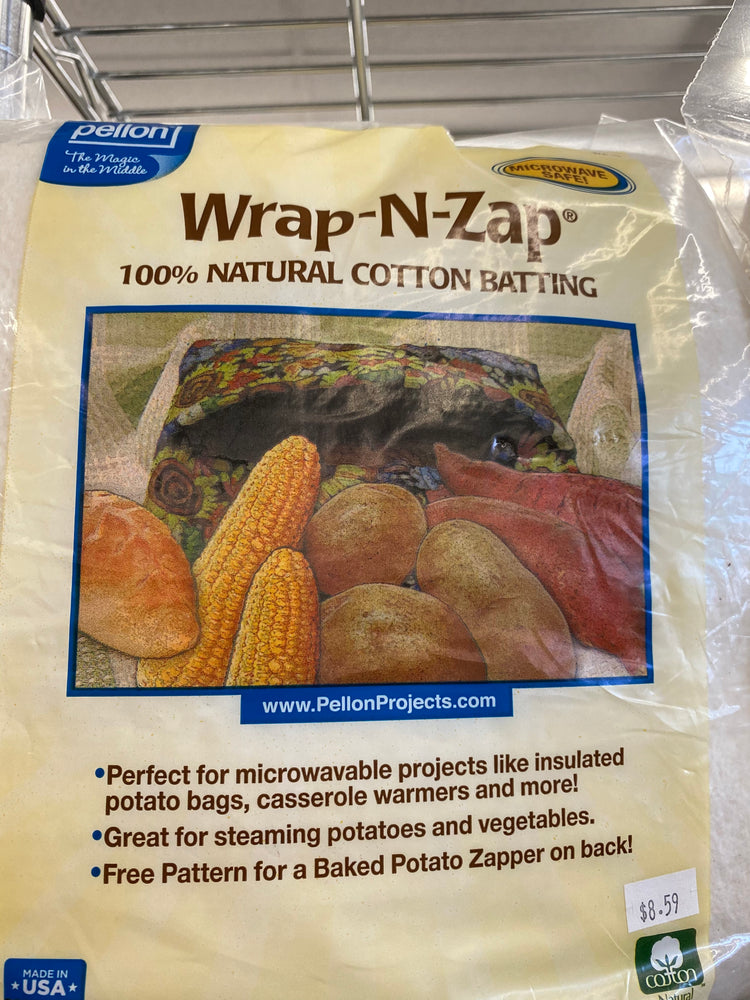 pellon
The Magic
in the Middle
MICROWAVE
SAFE!
Wrap-N-Zap®
100% NATURAL COTTON BATTING
www.PellonProjects.com
•Perfect for microwavable projects like insulated
potato bags, casserole warmers and more!
•Great for steaming potatoes and vegetables.
•Free Pattern for a Baked Potato Zapper on back!
$8.59
MADE IN
USA
cotton
Natural